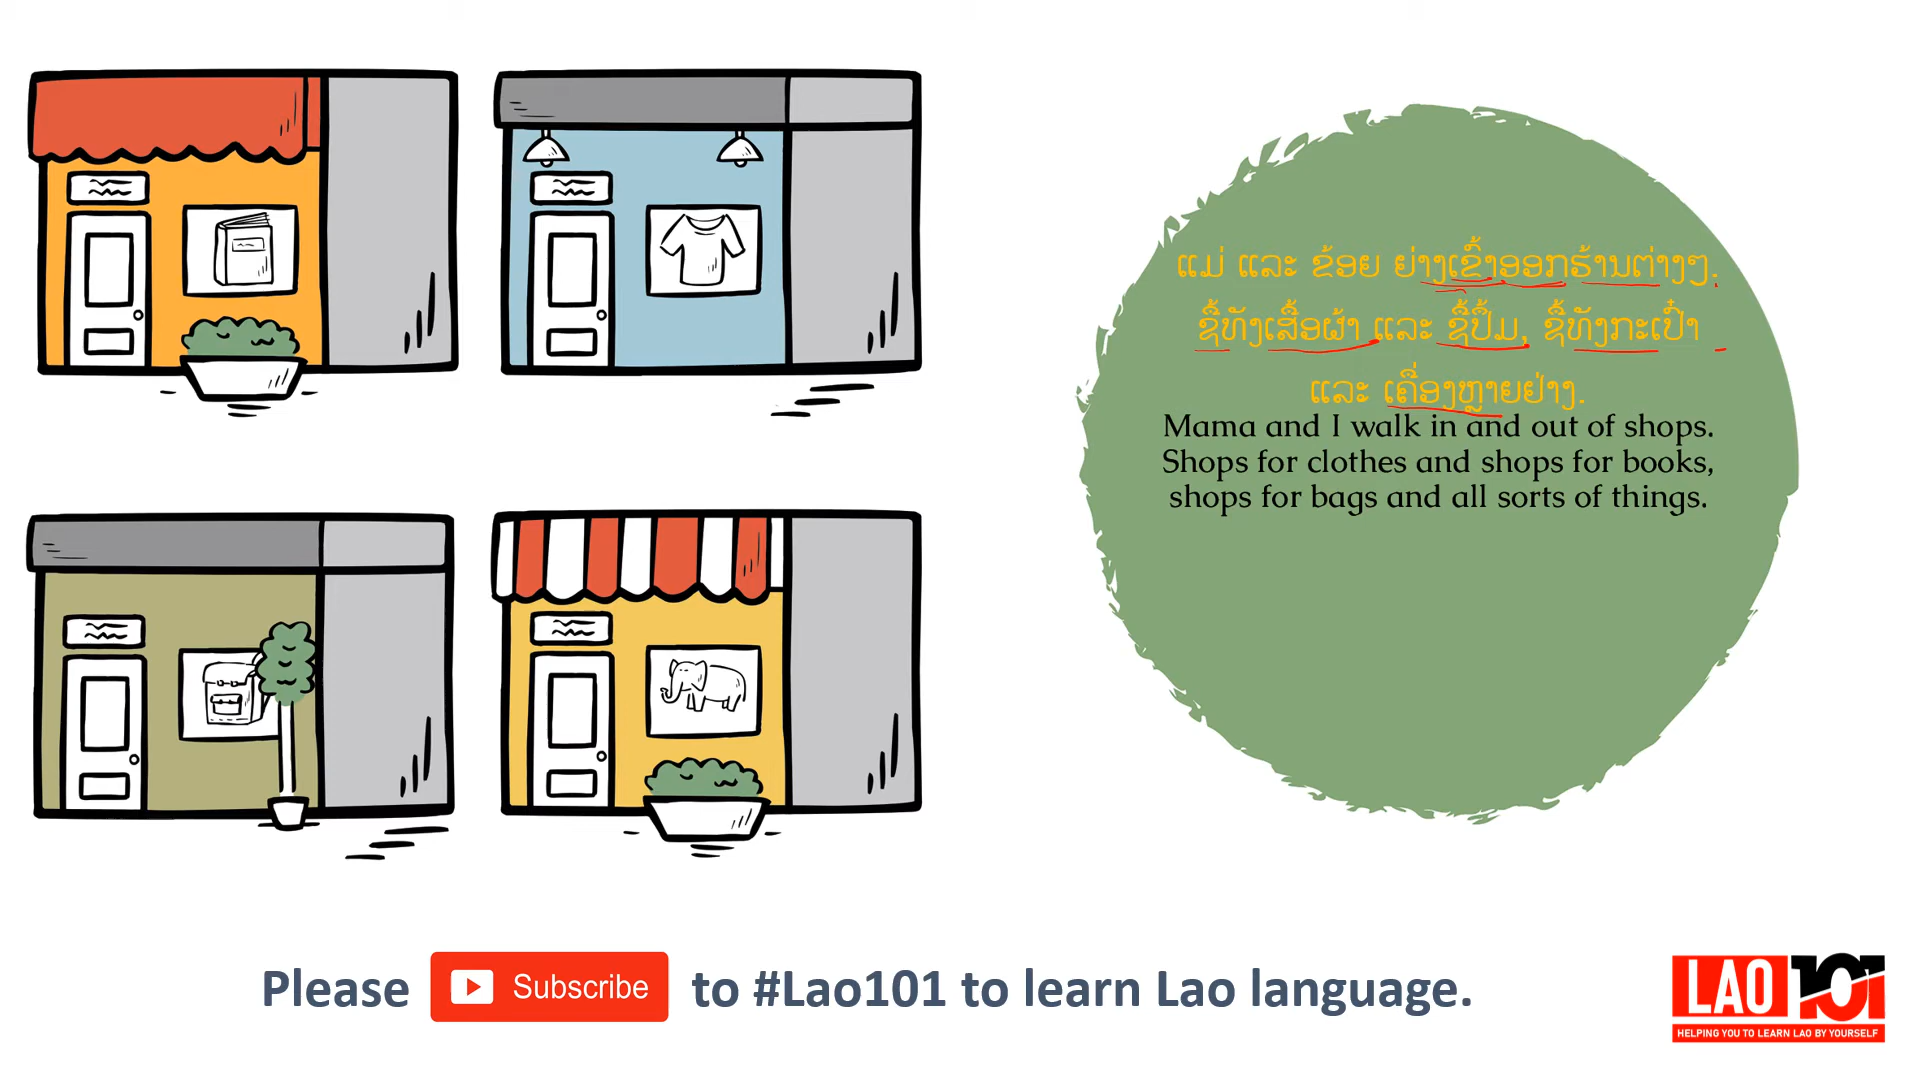 ແມ່ ແລະ ຂ້ອຍ ຍ່າງເຂົ້າອອກຮ້ານຕ່າງໆ.
ຊື້ທັງເສື້ອຜ້າ ແລະ ຊື້ປຶ້ມ, ຊື້ທັງກະເປົ໋າ
ແລະ ເຄື່ອງຫຼາຍຢ່າງ.
Mama and I walk in and out of shops.
Shops for clothes and shops for books,
shops for bags and all sorts of things.
Please Subscribe to #Lao101 to learn Lao language.
LAO 101
HELPING YOU TO LEARN LAO BY YOURSELF